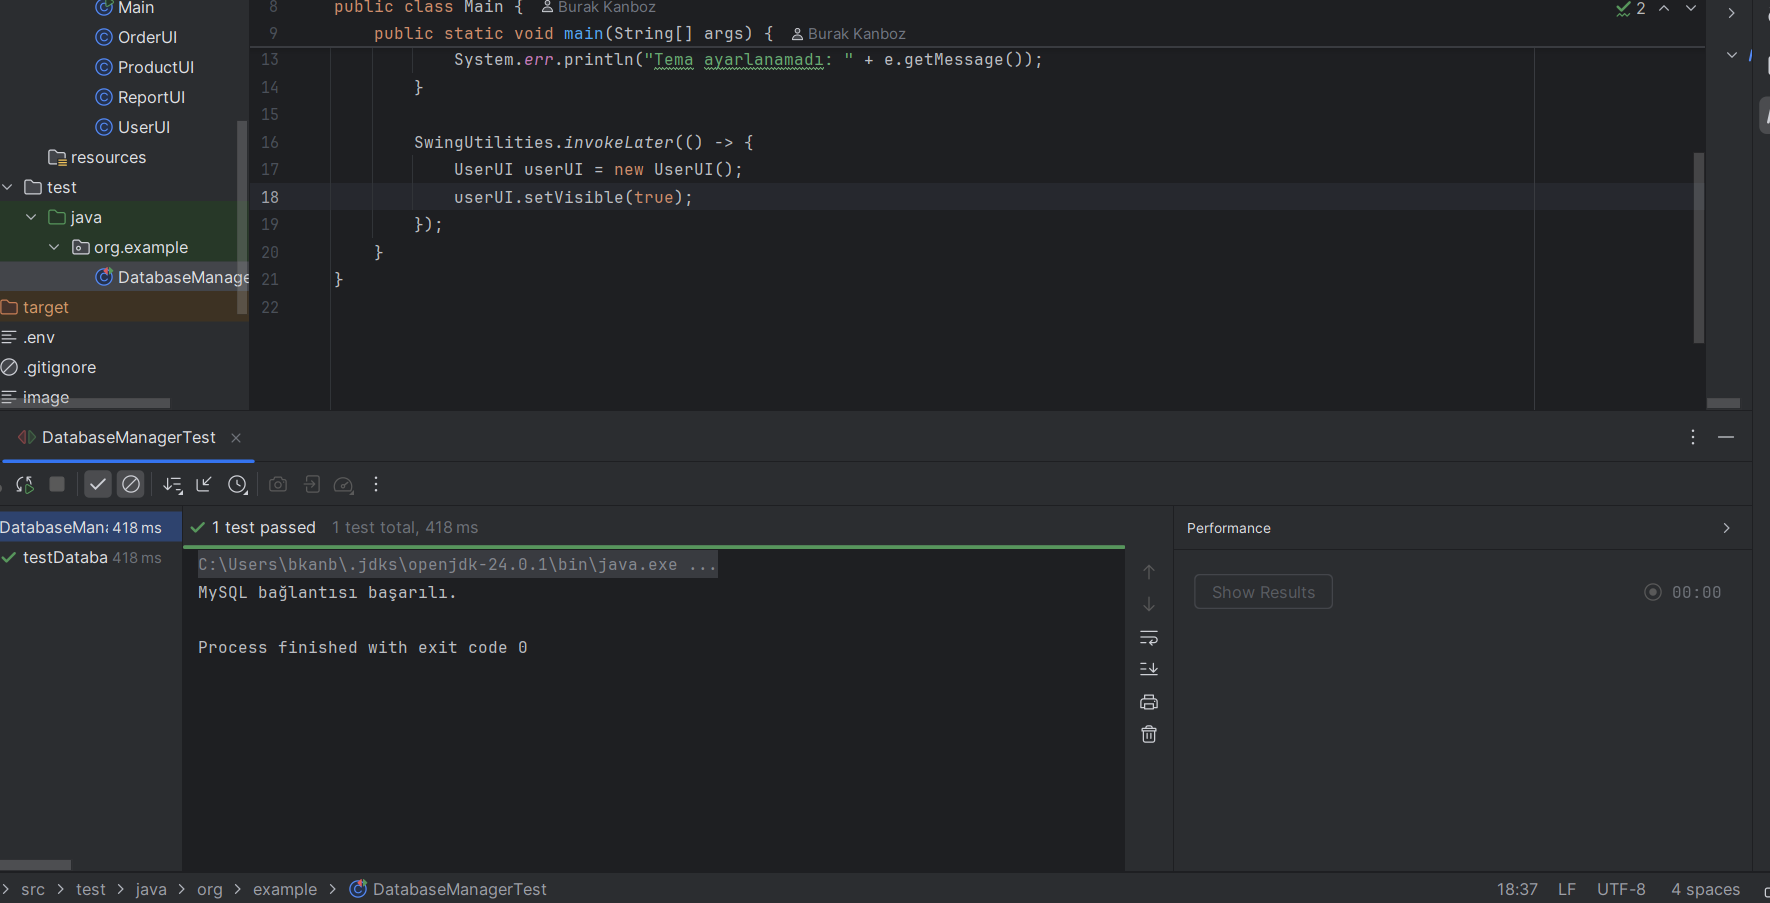 Main
OrderUI
ProductUI
ReportUI
UserUI
resources
test
java
org.example
DatabaseManage
target
.env
.gitignore
image
8 public class Main { Burak Kanboz
9 public static void main(String[] args) { Burak Kanboz
13 System.err.println("Tema ayarlanamadı: " + e.getMessage());
14 }
15
16 SwingUtilities.invokeLater(() -> {
17 UserUI userUI = new UserUI();
18 userUI.setVisible(true);
19 });
20 }
21 }
22
2
DatabaseManagerTest
DatabaseMana 418 ms
testDataba 418 ms
1 test passed 1 test total, 418 ms
C:\Users\bkanb\.jdks\openjdk-24.0.1\bin\java.exe ...
MySQL bağlantısı başarılı.
Process finished with exit code 0
Performance
Show Results 00:00
src > test > java > org > example > DatabaseManagerTest
18:37 LF UTF-8 4 spaces